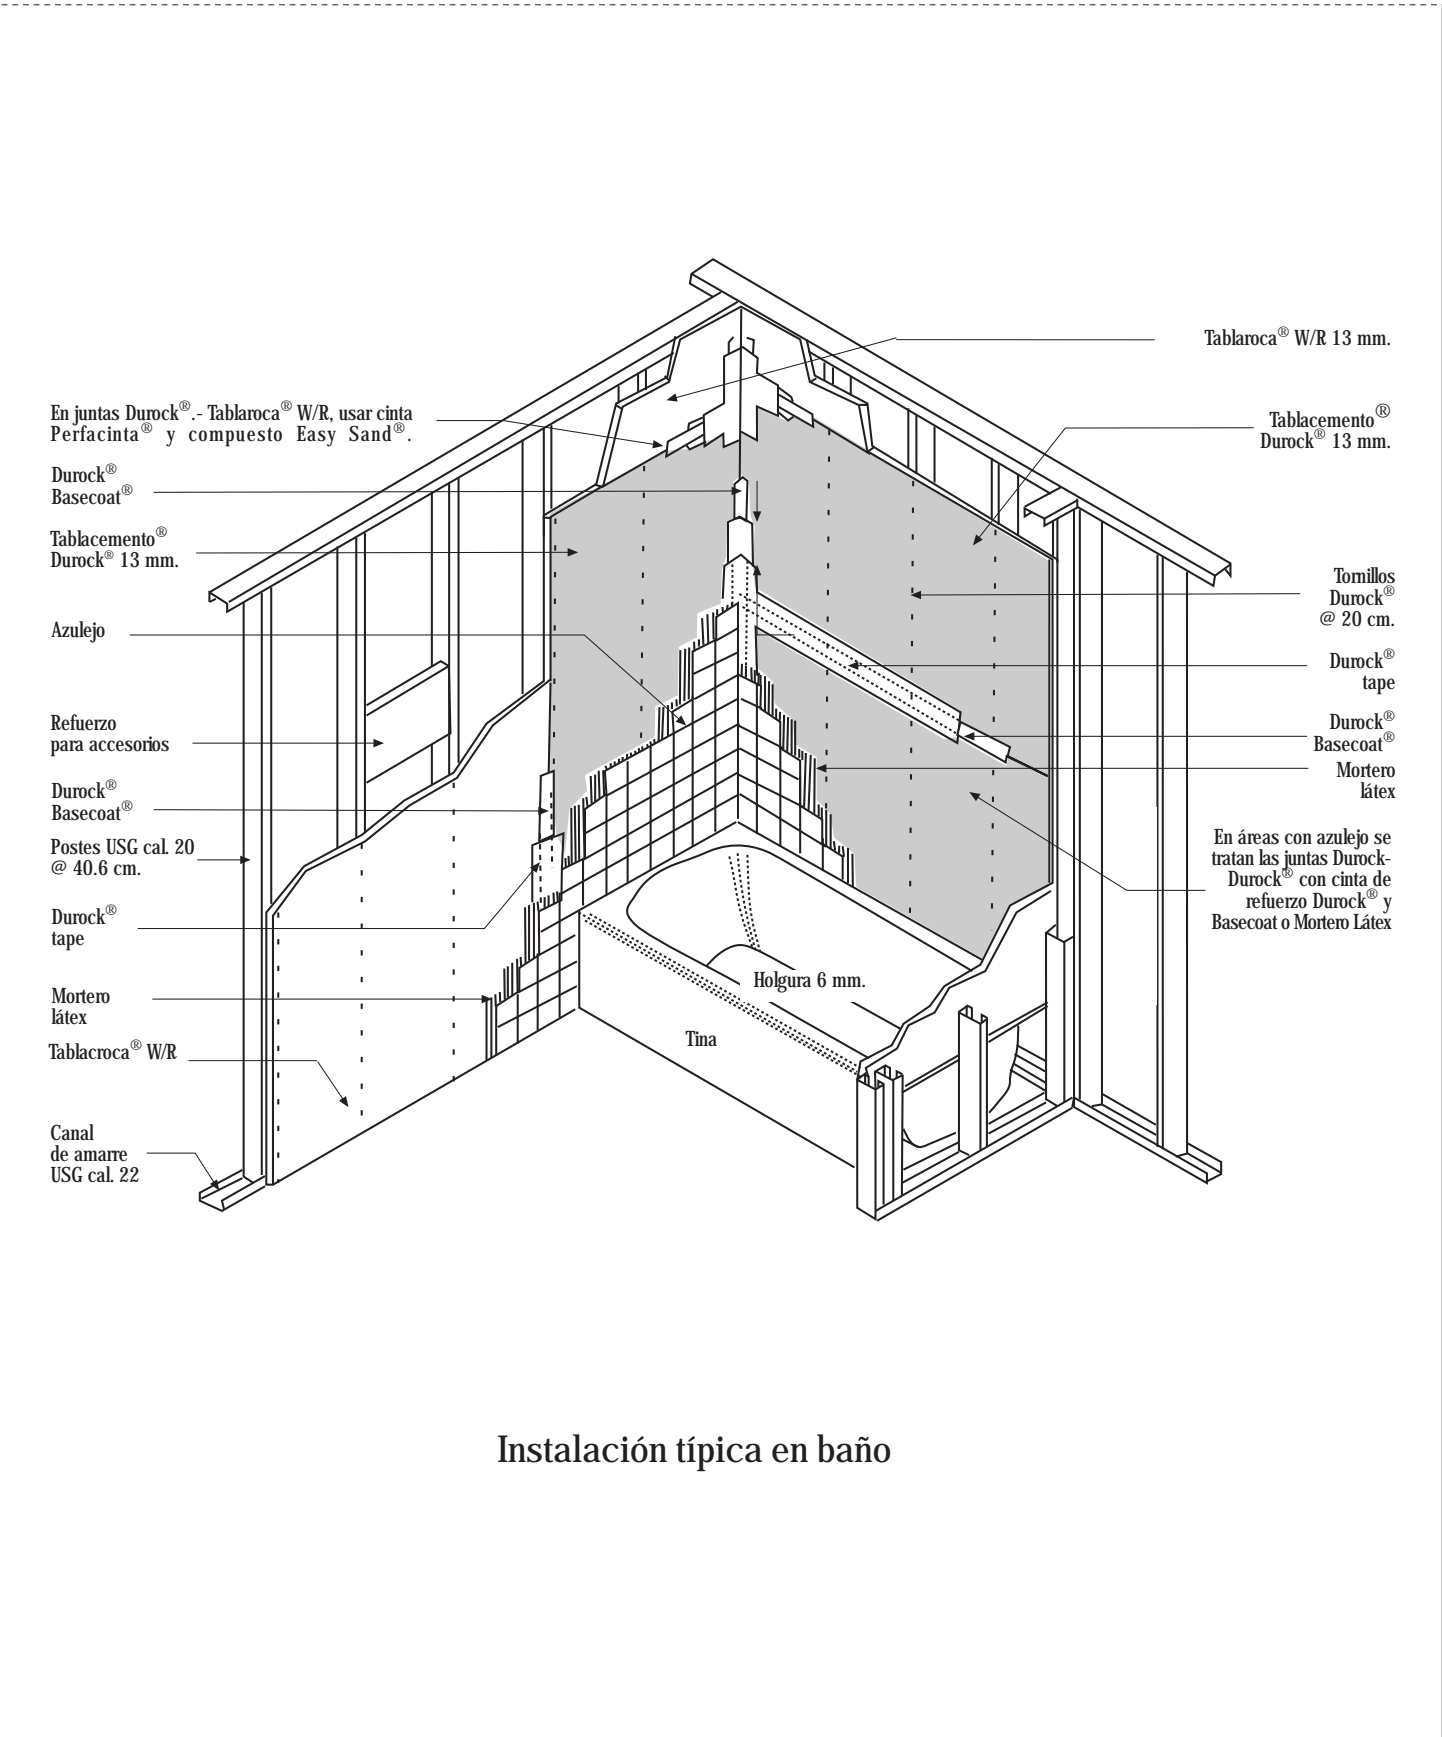 Tablaroca® W/R 13 mm.
En juntas Durock®.- Tablaroca® W/R, usar cinta
Perfacinta® y compuesto Easy Sand®.
Tablacemento®
Durock® 13 mm.
Durock®
Basecoat®
Tablacemento®
Durock® 13 mm.
Tornillos
Durock®
@ 20 cm.
Azulejo
Durock®
tape
Refuerzo
para accesorios
Durock®
Basecoat®
Mortero
látex
Durock®
Basecoat®
Postes USG cal. 20
@ 40.6 cm.
En áreas con azulejo se
tratan las juntas Durock-
Durock® con cinta de
refuerzo Durock® y
Basecoat o Mortero Látex
Durock®
tape
Holgura 6 mm.
Mortero
látex
Tina
Tablacroca® W/R
Canal
de amarre
USG cal. 22
Instalación típica en baño